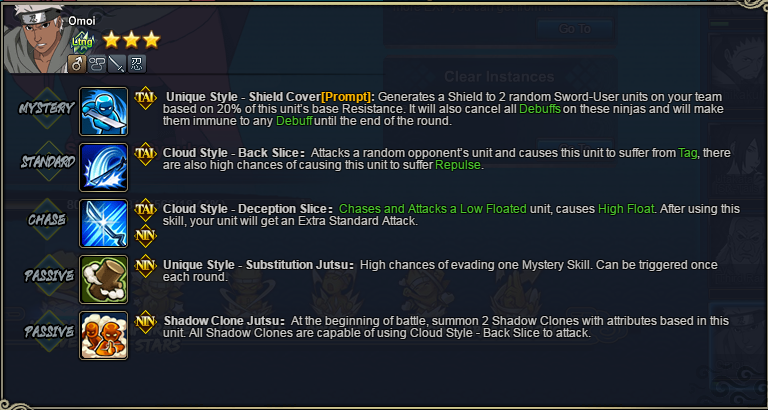 Omoi
Ltng
Go To
Clear Instances
MYSTERY
TAI
Unique Style - Shield Cover[Prompt]: Generates a Shield to 2 random Sword-User units on your team
based on 20% of this unit's base Resistance. It will also cancel all Debuffs on these ninjas and will make
them immune to any Debuff until the end of the round.
STANDARD
TAI
Cloud Style - Back Slice: Attacks a random opponent's unit and causes this unit to suffer from Tag, there
are also high chances of causing this unit to suffer Repulse.
CHASE
TAI
NIN
Cloud Style - Deception Slice: Chases and Attacks a Low Floated unit, causes High Float. After using this
skill, your unit will get an Extra Standard Attack.
PASSIVE
NIN
Unique Style - Substitution Jutsu: High chances of evading one Mystery Skill. Can be triggered once
each round.
PASSIVE
NIN
Shadow Clone Jutsu: At the beginning of battle, summon 2 Shadow Clones with attributes based in this
unit. All Shadow Clones are capable of using Cloud Style - Back Slice to attack.
STARS